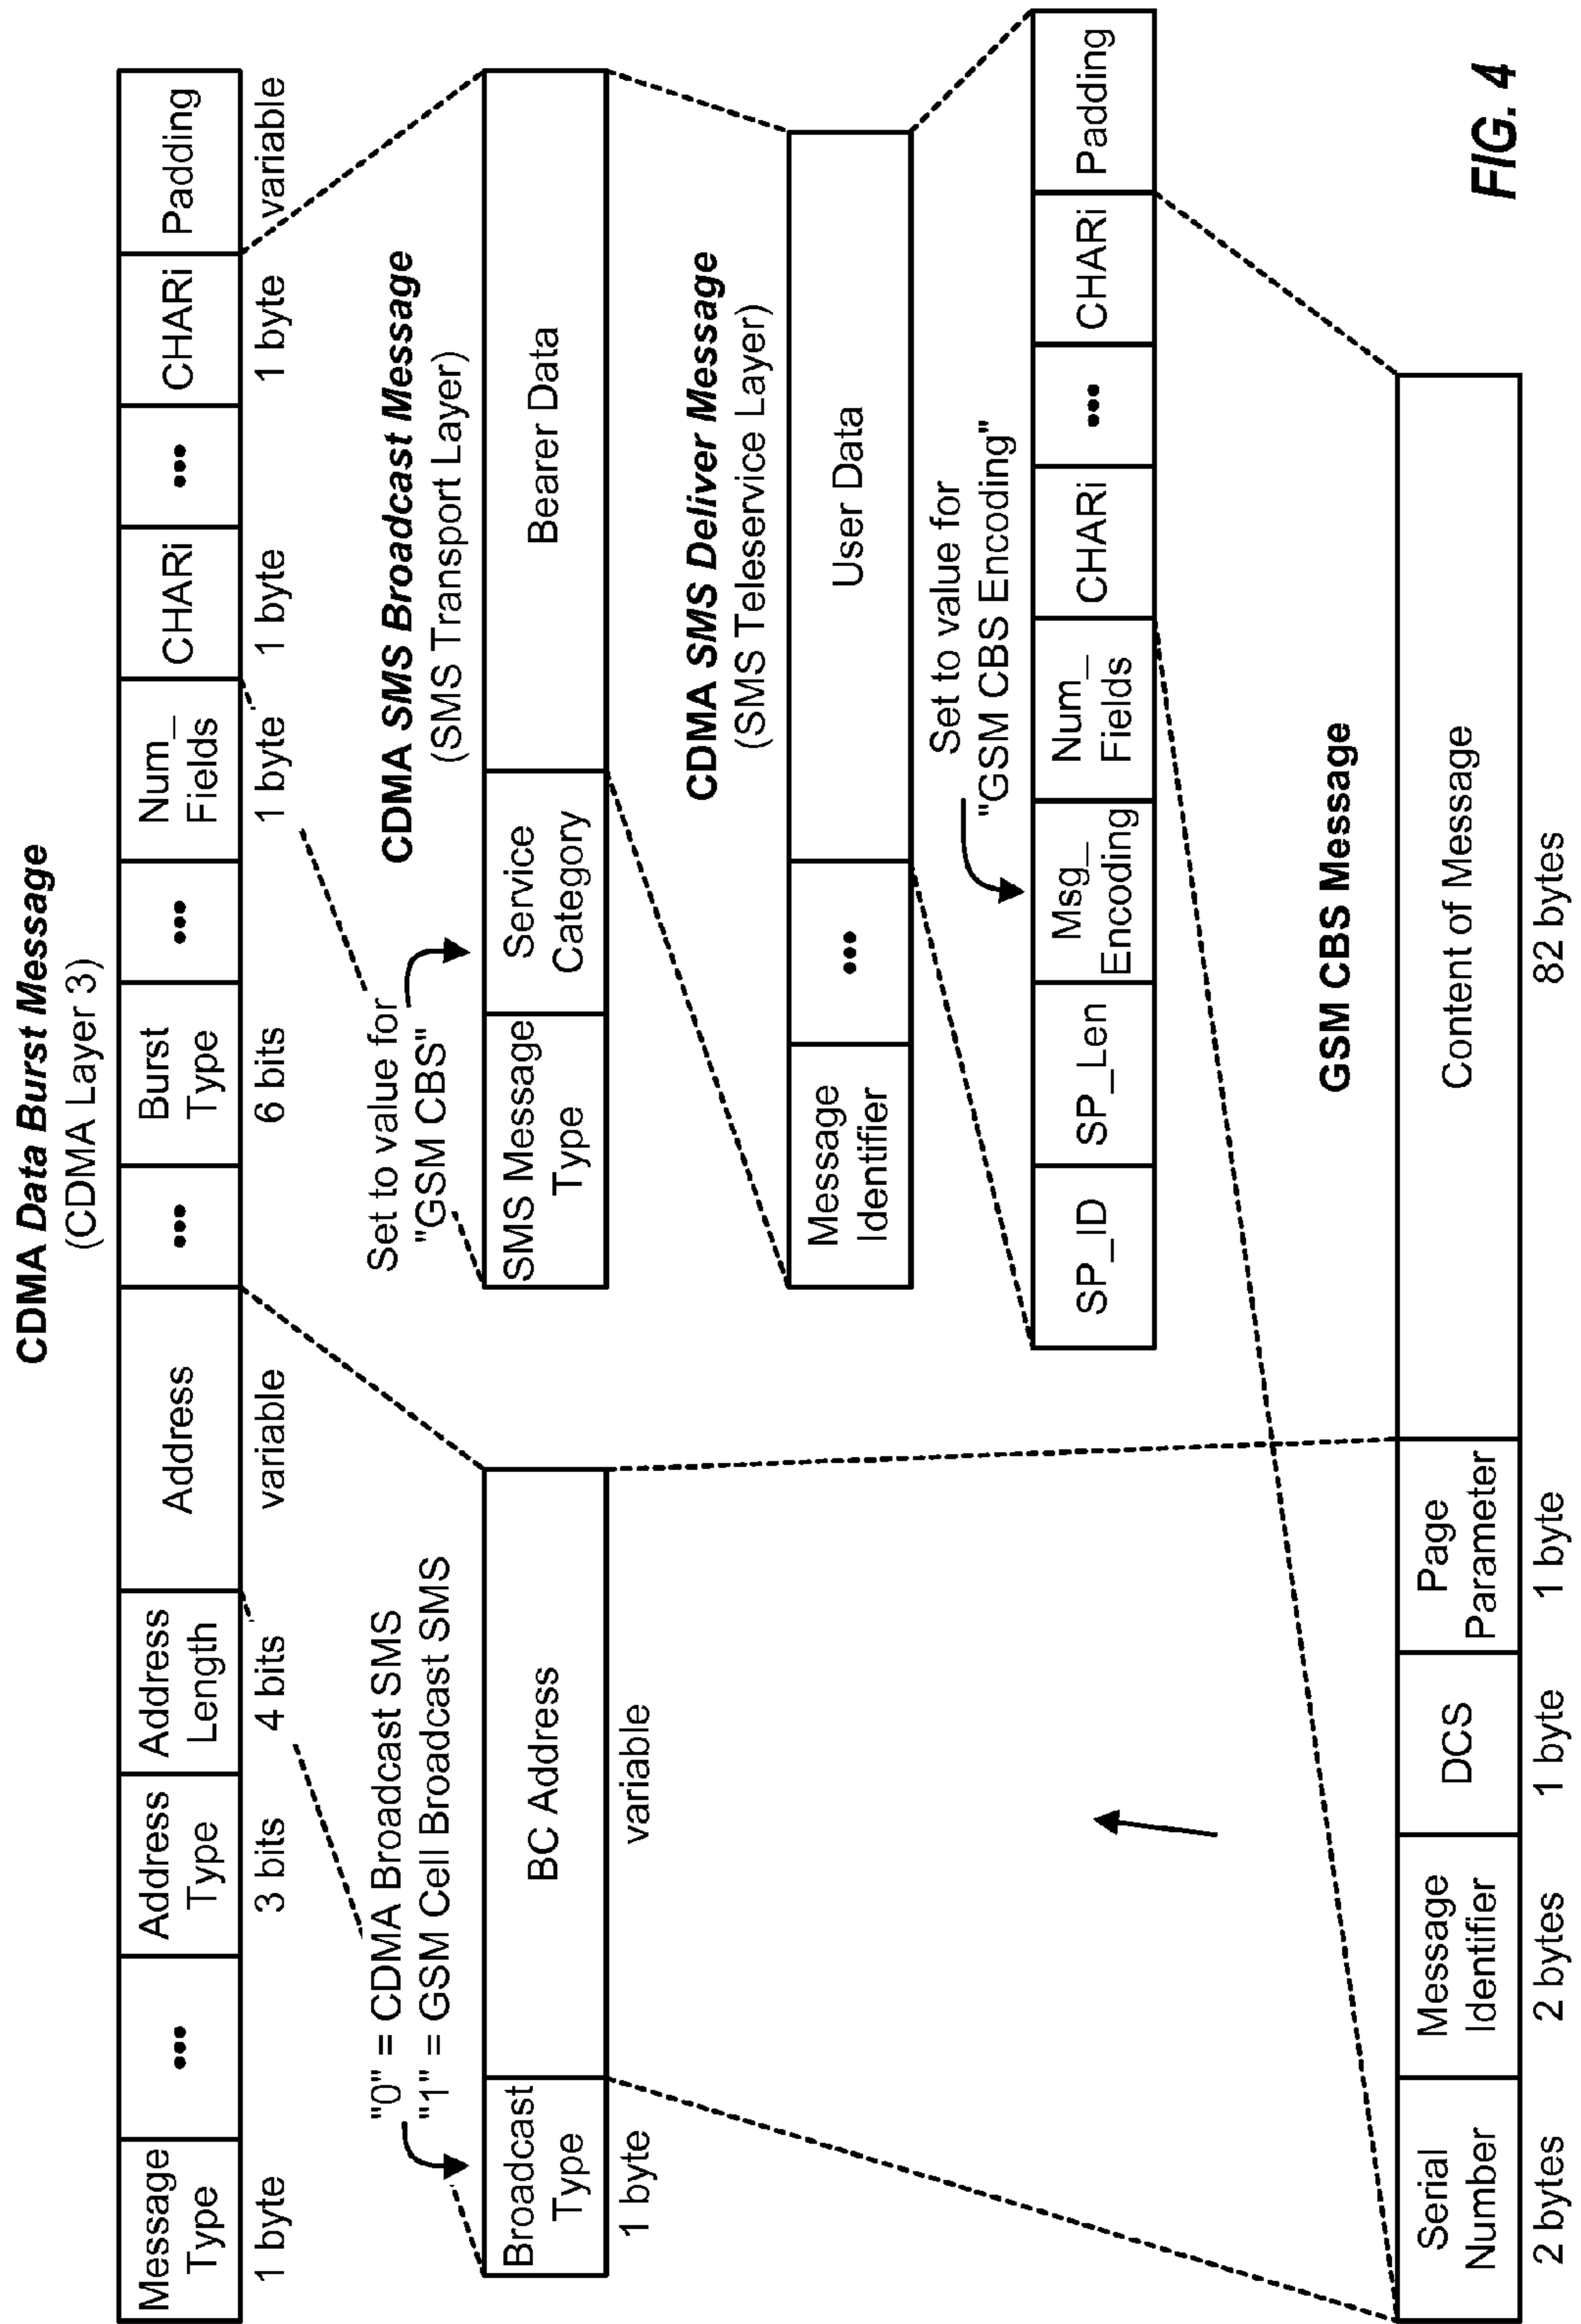 CDMA Data Burst Message
(CDMA Layer 3)
Message
Type
•••
Address
Type
Address
Length
Address
•••
Burst
Type
•••
Num_
Fields
CHARi
•••
CHARi
Padding
1 byte
3 bits
4 bits
variable
6 bits
1 byte
1 byte
1 byte
variable
"0" = CDMA Broadcast SMS
"1" = GSM Cell Broadcast SMS
Broadcast
Type
BC Address
1 byte
variable
Set to value for
"GSM CBS"
CDMA SMS Broadcast Message
(SMS Transport Layer)
SMS Message
Type
Service
Category
Bearer Data
CDMA SMS Deliver Message
(SMS Teleservice Layer)
Message
Identifier
•••
User Data
Set to value for
"GSM CBS Encoding"
SP_ID
SP_Len
Msg_
Encoding
Num_
Fields
CHARi
•••
CHARi
Padding
GSM CBS Message
Serial
Number
Message
Identifier
DCS
Page
Parameter
Content of Message
2 bytes
2 bytes
1 byte
1 byte
82 bytes
FIG. 4